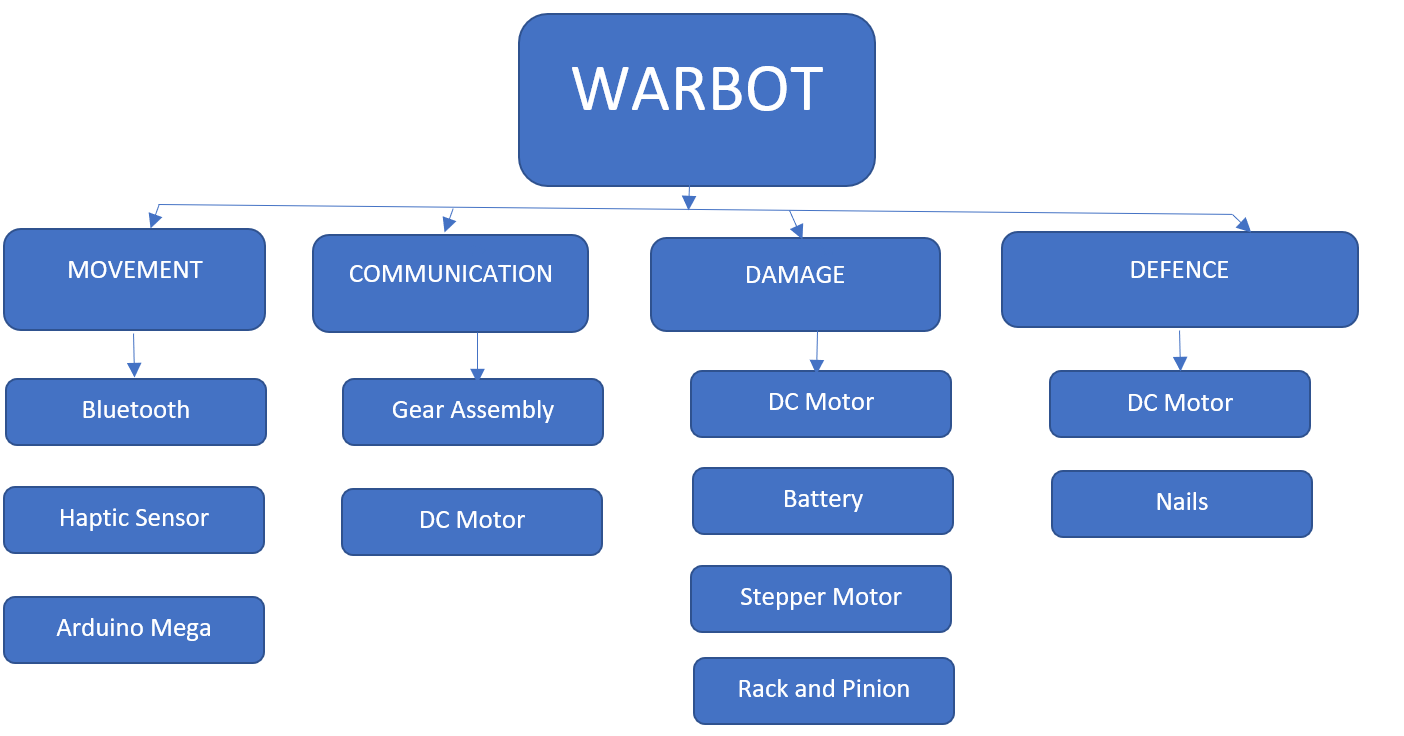 WARBOT
MOVEMENT
COMMUNICATION
DAMAGE
DEFENCE
Bluetooth
Gear Assembly
DC Motor
DC Motor
Haptic Sensor
DC Motor
Battery
Nails
Arduino Mega
Stepper Motor
Rack and Pinion